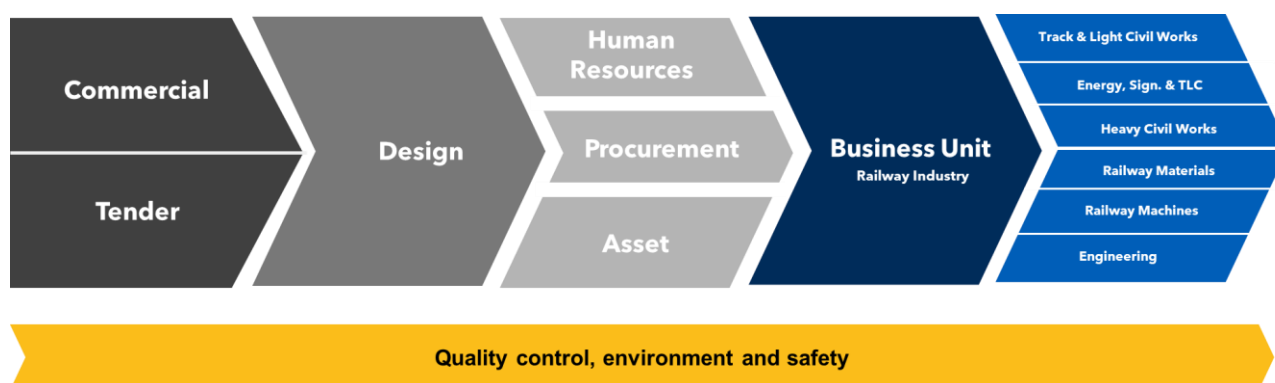 Commercial
Tender
Design
Human
Resources
Procurement
Asset
Business Unit
Railway Industry
Track & Light Civil Works
Energy, Sign. & TLC
Heavy Civil Works
Railway Materials
Railway Machines
Engineering
Quality control, environment and safety